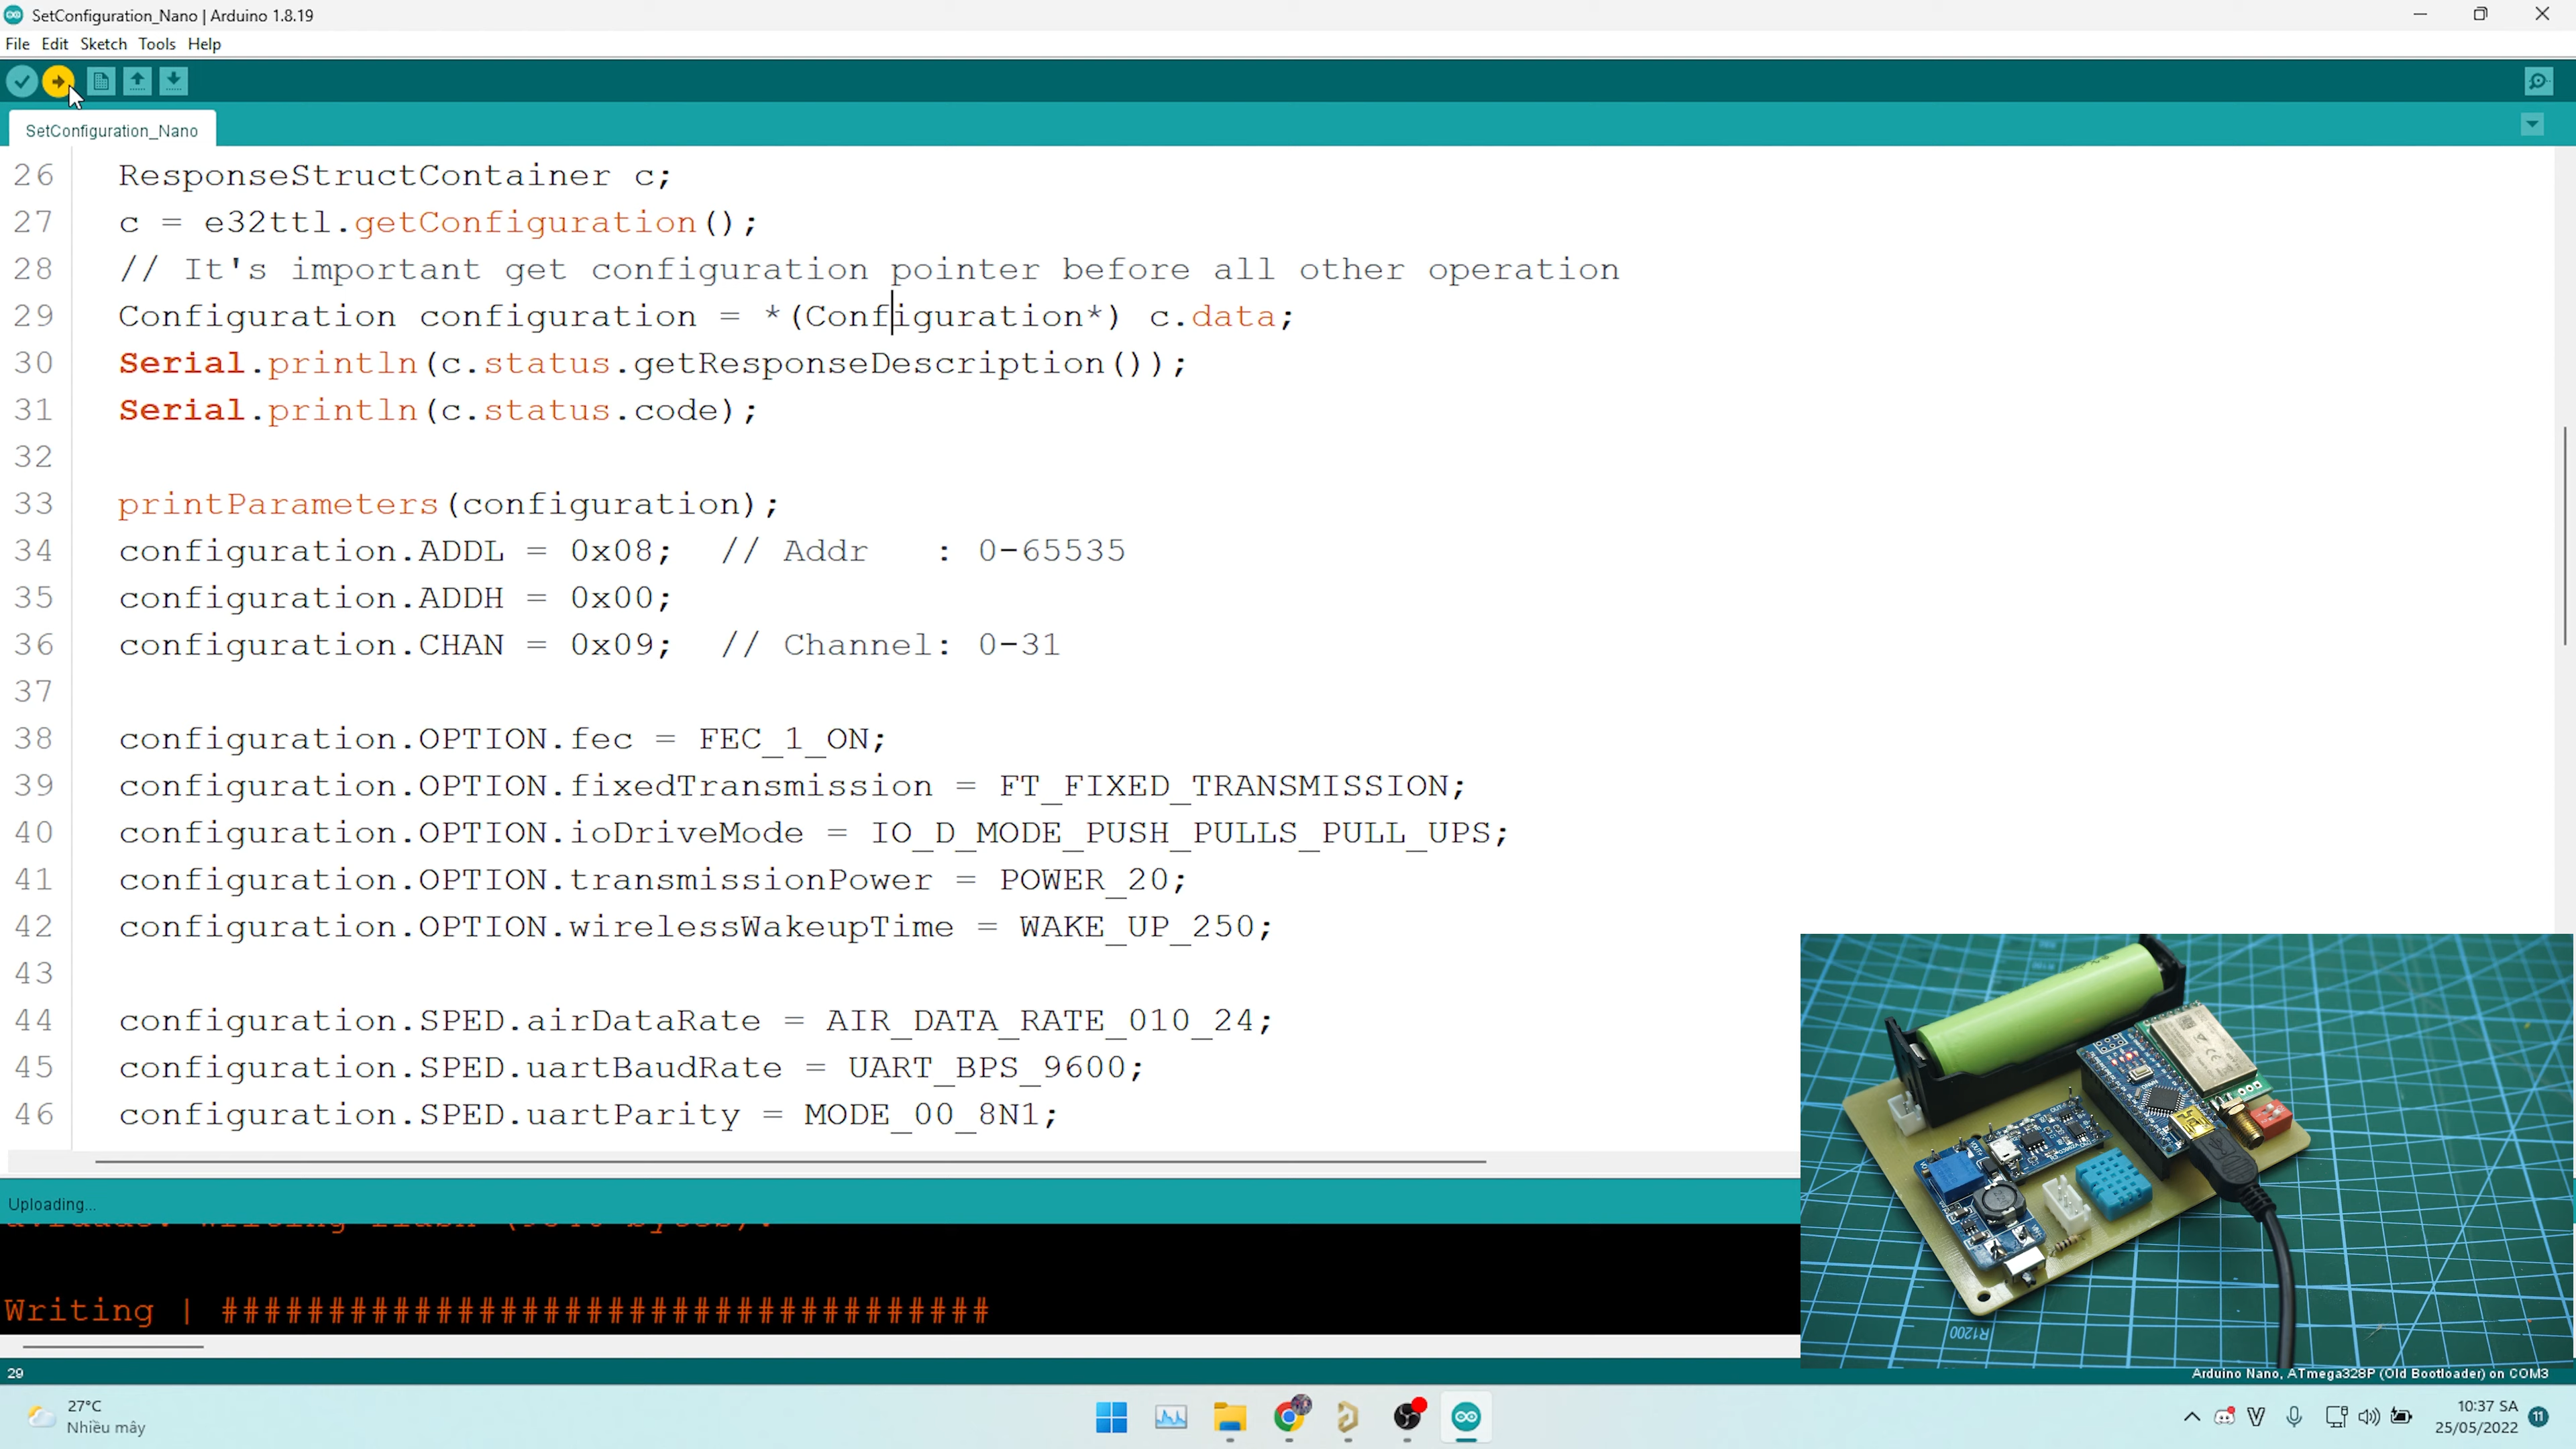 SetConfiguration_Nano | Arduino 1.8.19
File Edit Sketch Tools Help
SetConfiguration_Nano
26 ResponseStructContainer c;
27 c = e32ttl.getConfiguration();
28 // It's important get configuration pointer before all other operation
29 Configuration configuration = *(Configuration*) c.data;
30 Serial.println(c.status.getResponseDescription());
31 Serial.println(c.status.code);
32
33 printParameters(configuration);
34 configuration.ADDL = 0x08; // Addr : 0-65535
35 configuration.ADDH = 0x00;
36 configuration.CHAN = 0x09; // Channel: 0-31
37
38 configuration.OPTION.fec = FEC_1_ON;
39 configuration.OPTION.fixedTransmission = FT_FIXED_TRANSMISSION;
40 configuration.OPTION.ioDriveMode = IO_D_MODE_PUSH_PULLS_PULL_UPS;
41 configuration.OPTION.transmissionPower = POWER_20;
42 configuration.OPTION.wirelessWakeupTime = WAKE_UP_250;
43
44 configuration.SPED.airDataRate = AIR_DATA_RATE_010_24;
45 configuration.SPED.uartBaudRate = UART_BPS_9600;
46 configuration.SPED.uartParity = MODE_00_8N1;
Uploading...
writing flash
Writing | ####################################
R1200
29
Arduino Nano, ATmega328P (Old Bootloader) on COM3
27°C
Nhiều mây
10:37 SA
25/05/2022
11